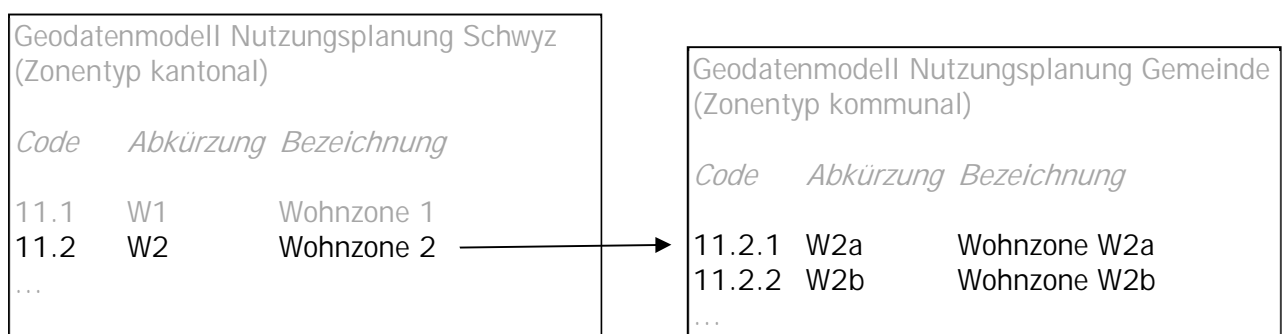 Geodatenmodell Nutzungsplanung Schwyz
(Zonentyp kantonal)
Code Abkürzung Bezeichnung
11.1 W1 Wohnzone 1
11.2 W2 Wohnzone 2
...
Geodatenmodell Nutzungsplanung Gemeinde
(Zonentyp kommunal)
Code Abkürzung Bezeichnung
11.2.1 W2a Wohnzone W2a
11.2.2 W2b Wohnzone W2b
...